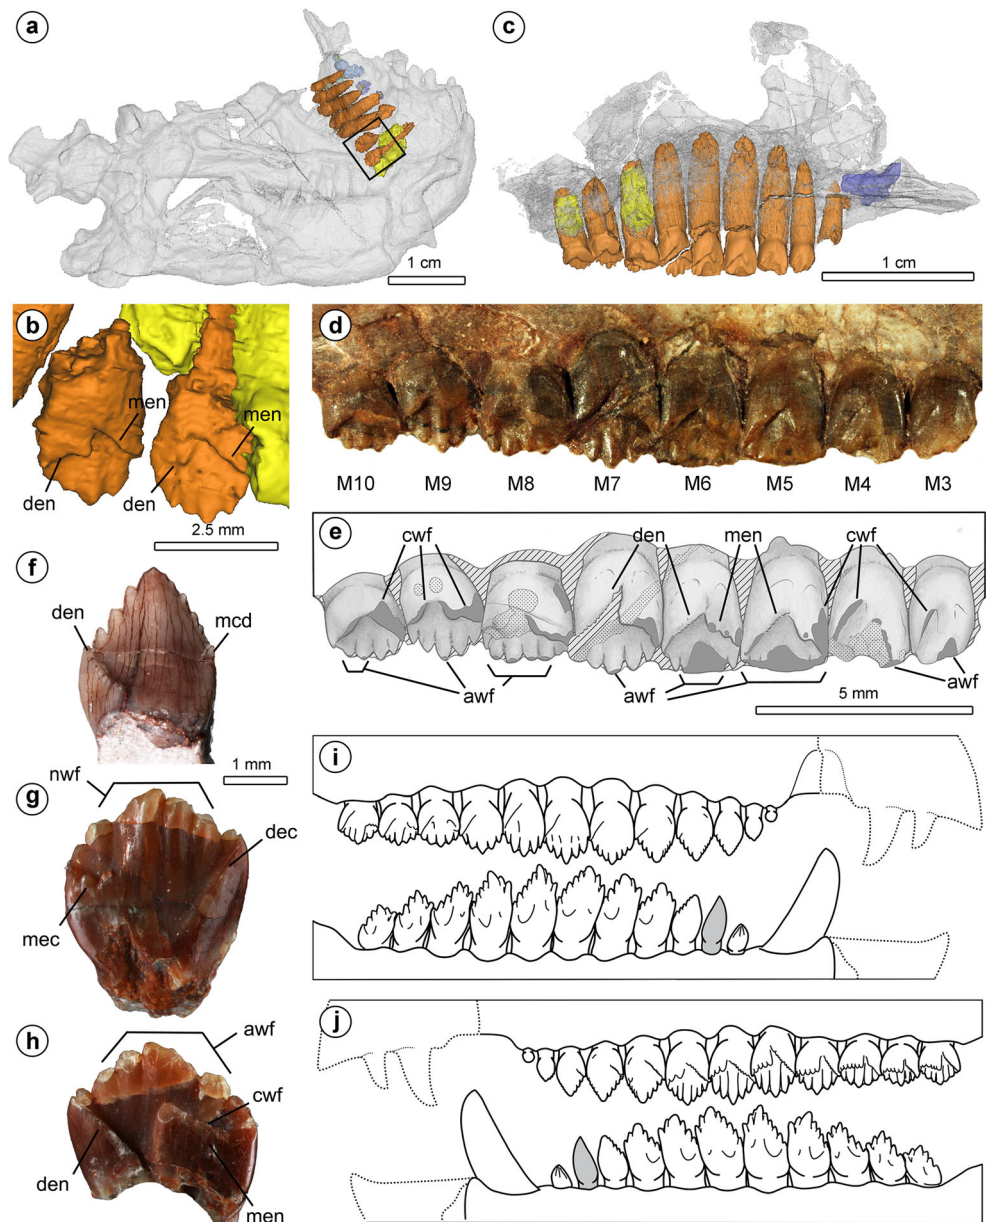 a
1 cm
c
1 cm
b
men
men
den
den
2.5 mm
d
M10 M9 M8 M7 M6 M5 M4 M3
e
cwf den men cwf
awf awf awf
5 mm
f
den
mcd
1 mm
g
nwf
dec
mec
h
awf
cwf
den
men
i
j